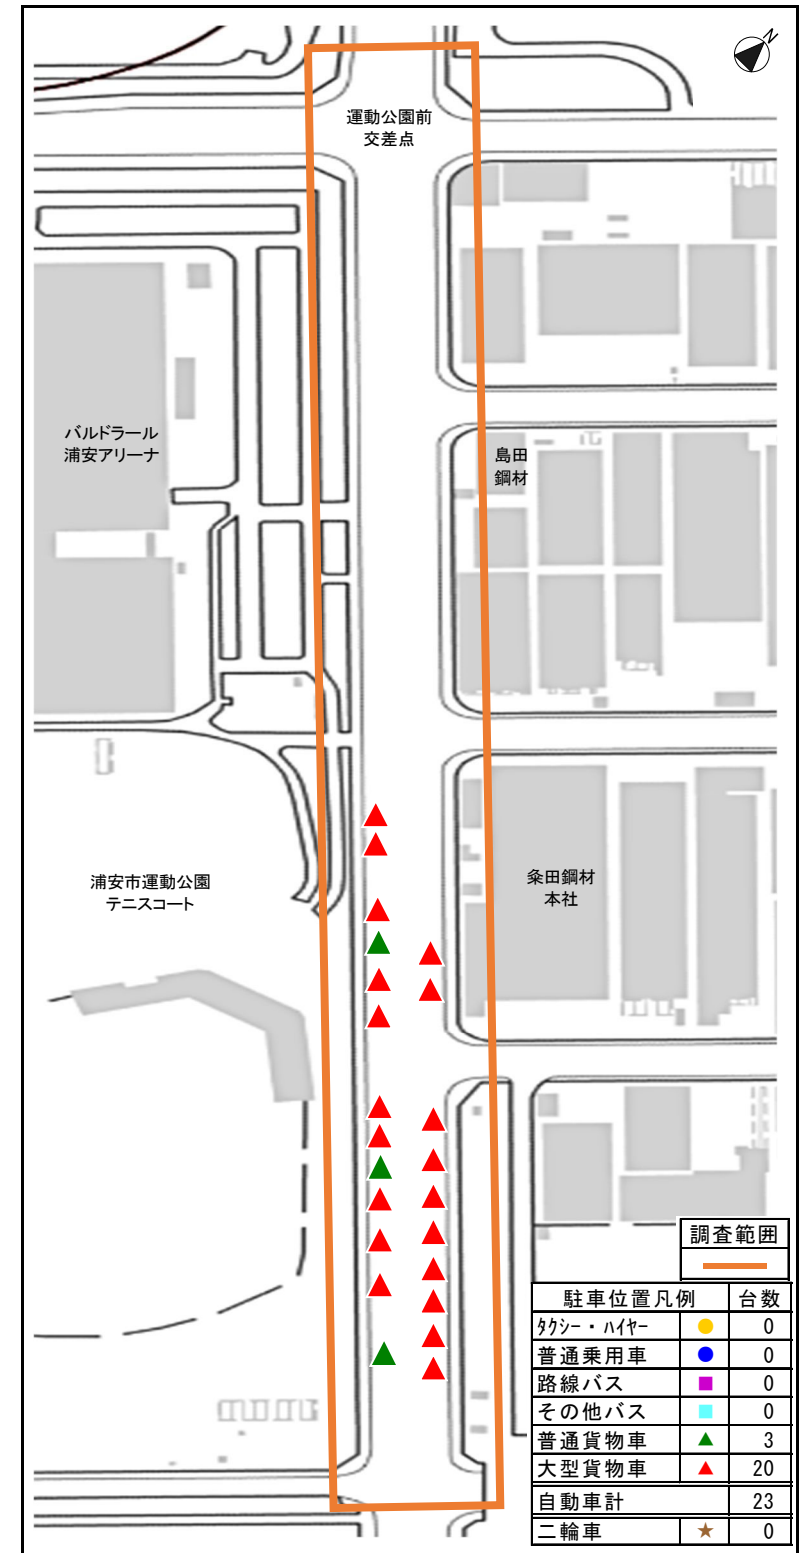 N
運動公園前
交差点
バルドラール
浦安アリーナ
島田
鋼材
浦安市運動公園
テニスコート
粂田鋼材
本社
調査範囲
駐車位置凡例 台数
ﾀｸｼｰ・ﾊｲﾔｰ 0
普通乗用車 0
路線バス 0
その他バス 0
普通貨物車 3
大型貨物車 20
自動車計 23
二輪車 0